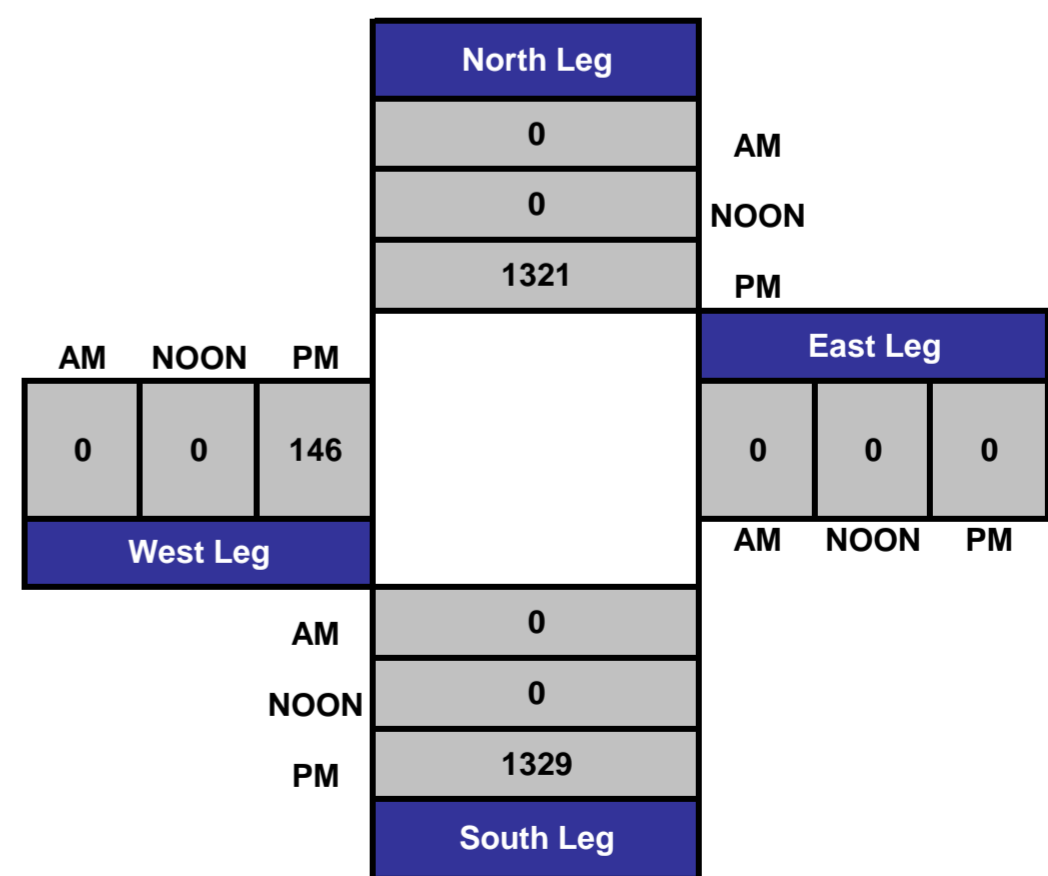 North Leg
0
AM
0
NOON
1321
PM
East Leg
AM NOON PM
0 0 146
0 0 0
West Leg
AM NOON PM
AM
0
NOON
0
PM
1329
South Leg